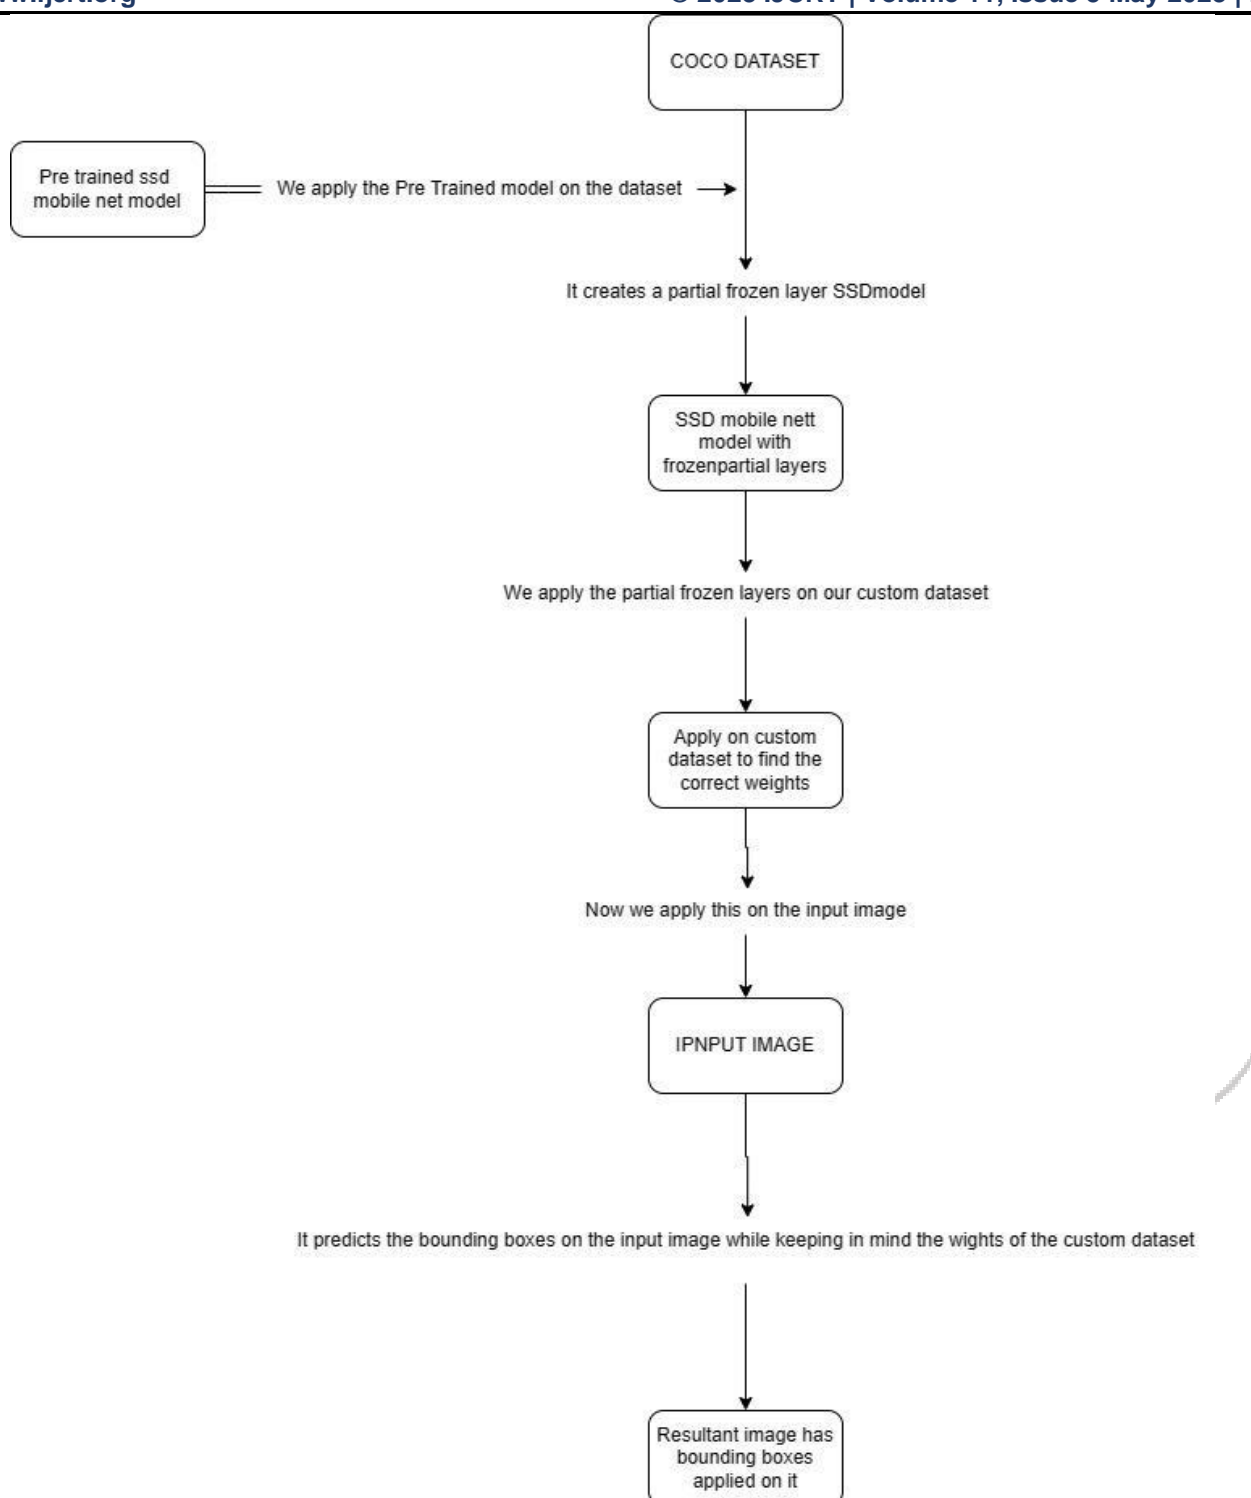 COCO DATASET
Pre trained ssd
mobile net model
We apply the Pre Trained model on the dataset
It creates a partial frozen layer SSDmodel
SSD mobile nett
model with
frozenpartial layers
We apply the partial frozen layers on our custom dataset
Apply on custom
dataset to find the
correct weights
Now we apply this on the input image
IPNPUT IMAGE
It predicts the bounding boxes on the input image while keeping in mind the wights of the custom dataset
Resultant image has
bounding boxes
applied on it